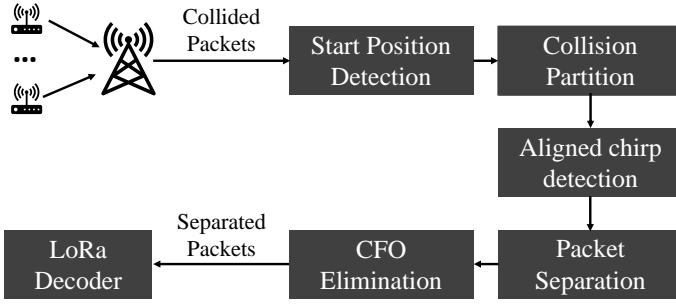 Collided
Packets
Start Position
Detection
Collision
Partition
Aligned chirp
detection
Packet
Separation
CFO
Elimination
Separated
Packets
LoRa
Decoder